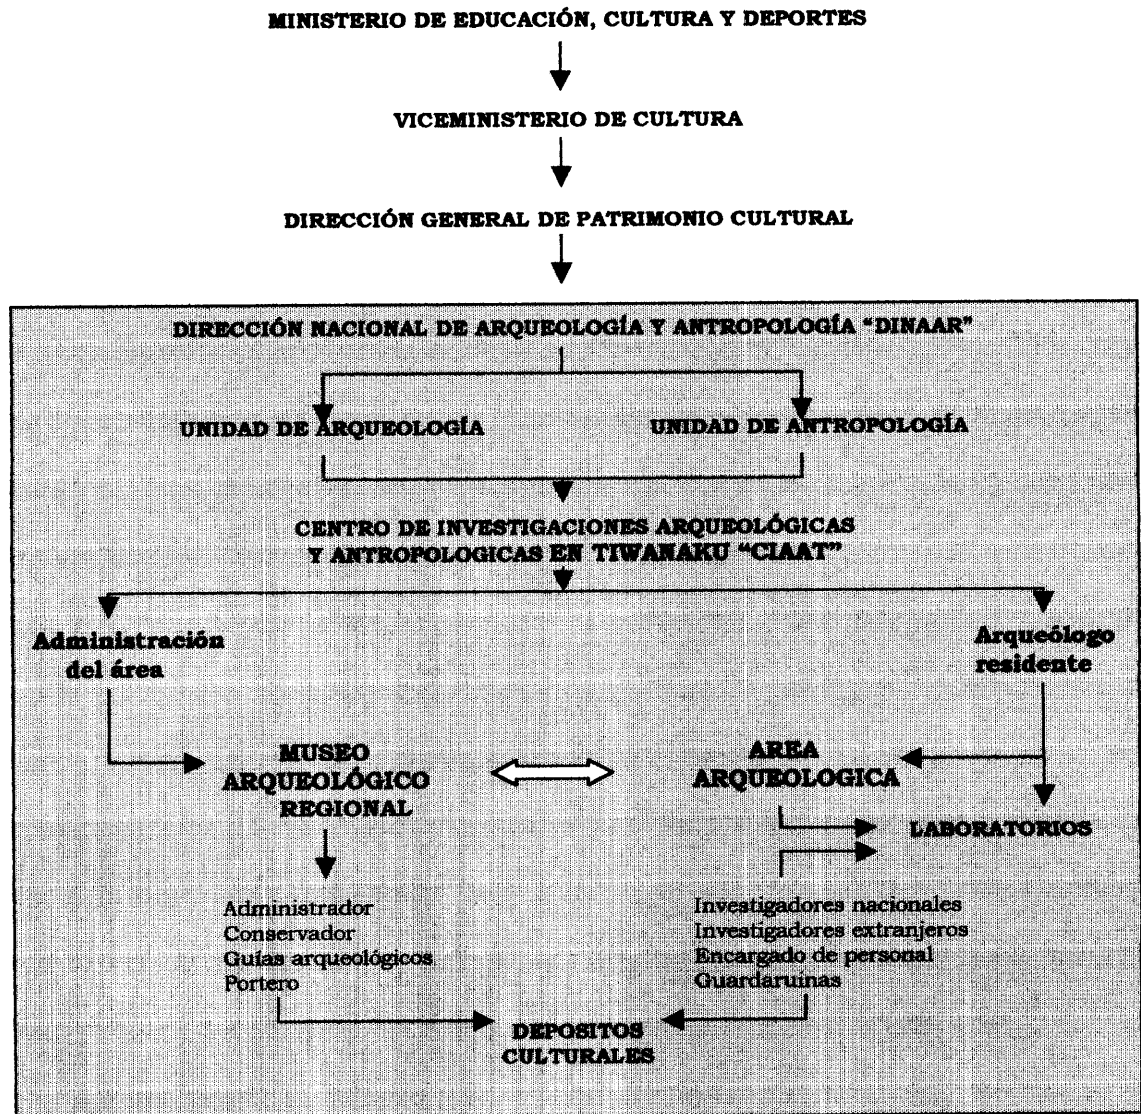 MINISTERIO DE EDUCACIÓN, CULTURA Y DEPORTES
VICEMINISTERIO DE CULTURA
DIRECCIÓN GENERAL DE PATRIMONIO CULTURAL
DIRECCIÓN NACIONAL DE ARQUEOLOGÍA Y ANTROPOLOGÍA “DINAAR”
UNIDAD DE ARQUEOLOGÍA
UNIDAD DE ANTROPOLOGÍA
CENTRO DE INVESTIGACIONES ARQUEOLÓGICAS
Y ANTROPOLOGICAS EN TIWANAKU “CIAAT”
Administración
del área
Arqueólogo
residente
MUSEO
ARQUEOLÓGICO
REGIONAL
AREA
ARQUEOLOGICA
LABORATORIOS
Administrador
Conservador
Guías arqueológicos
Portero
Investigadores nacionales
Investigadores extranjeros
Encargado de personal
Guardaruinas
DEPOSITOS
CULTURALES